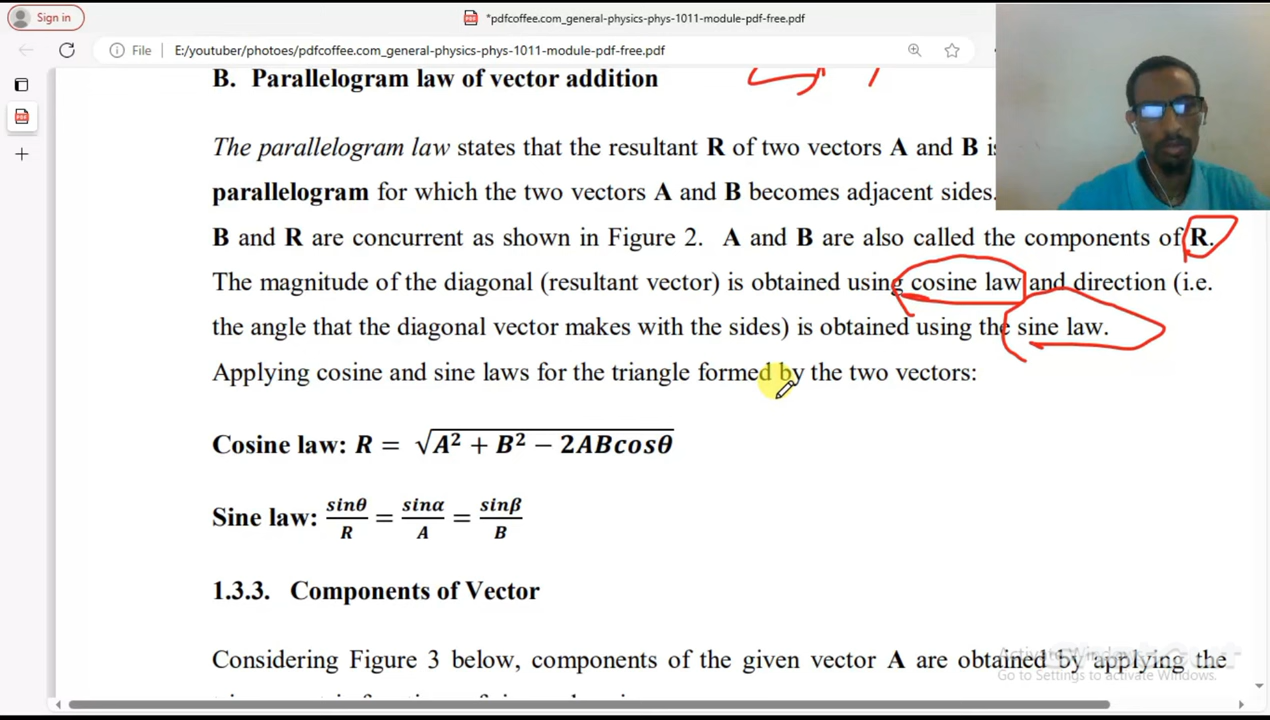 Sign in
*pdfcoffee.com_general-physics-phys-1011-module-pdf-free.pdf
File E:/youtuber/photoes/pdfcoffee.com_general-physics-phys-1011-module-pdf-free.pdf
B. Parallelogram law of vector addition
The parallelogram law states that the resultant R of two vectors A and B
parallelogram for which the two vectors A and B becomes adjacent sides.
B and R are concurrent as shown in Figure 2. A and B are also called the components of R.
The magnitude of the diagonal (resultant vector) is obtained using cosine law and direction (i.e.
the angle that the diagonal vector makes with the sides) is obtained using the sine law.
Applying cosine and sine laws for the triangle formed by the two vectors:
Cosine law: R = √A² + B² − 2ABcosθ
Sine law: sinθ/R = sinα/A = sinβ/B
1.3.3. Components of Vector
Considering Figure 3 below, components of the given vector A are obtained by applying the
Activate Windows
Go to Settings to activate Windows.